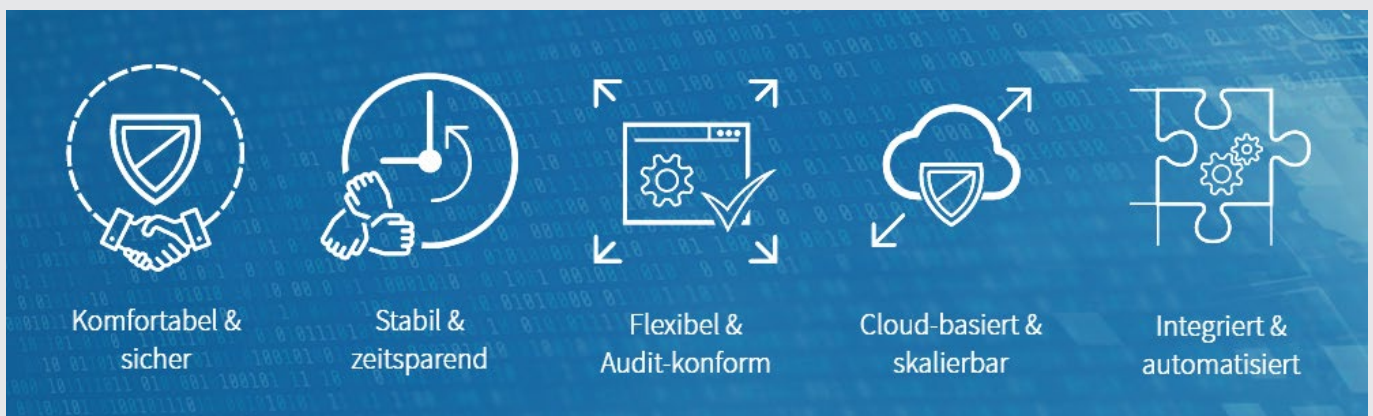 Komfortabel &
sicher
Stabil &
zeitsparend
Flexibel &
Audit-konform
Cloud-basiert &
skalierbar
Integriert &
automatisiert